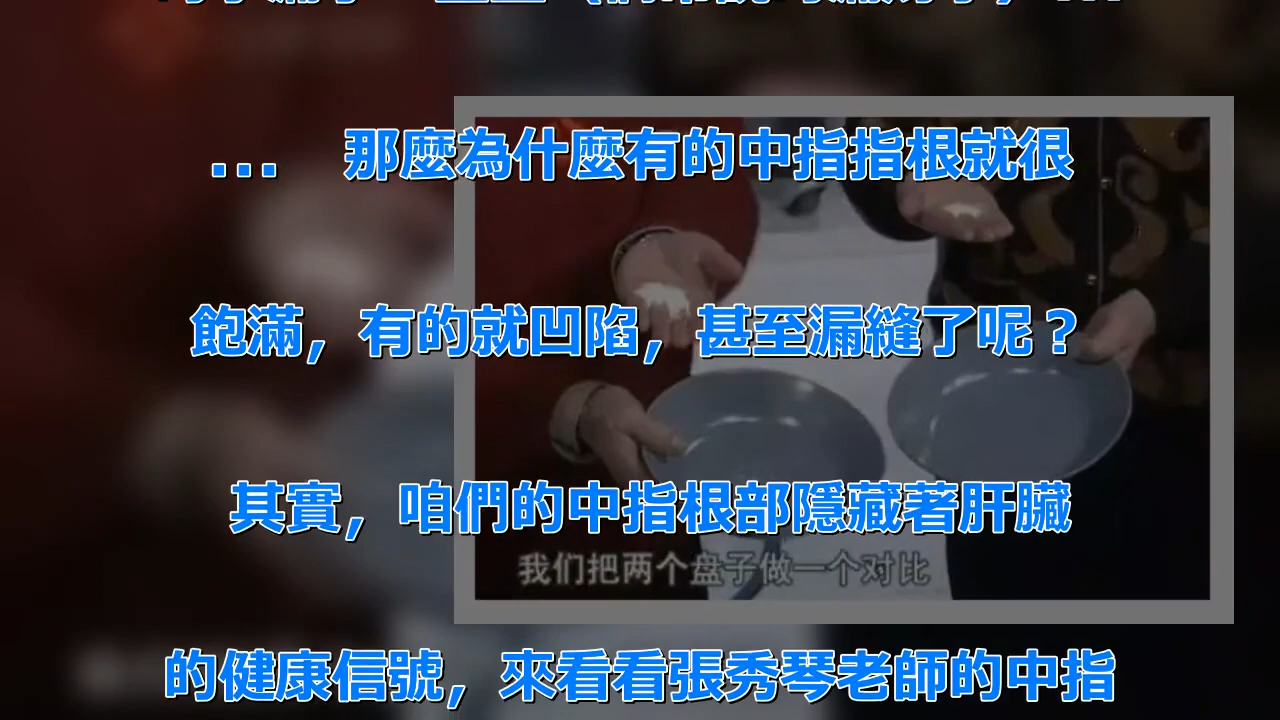 ... 那麼為什麼有的中指指根就很
飽滿，有的就凹陷，甚至漏縫了呢？
其實，咱們的中指根部隱藏著肝臟
我们把两个盘子做一个对比
的健康信號，來看看張秀琴老師的中指